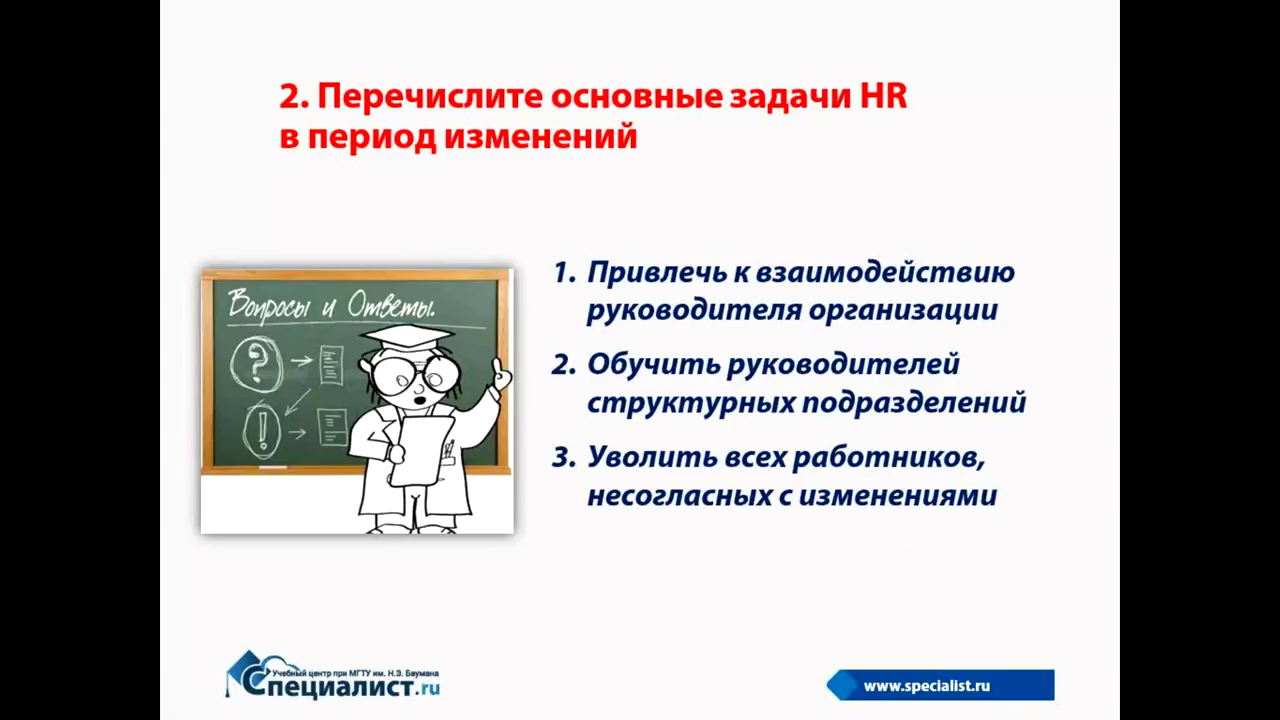 2. Перечислите основные задачи HR
в период изменений
Вопросы и Ответы.
?
!
1. Привлечь к взаимодействию
руководителя организации
2. Обучить руководителей
структурных подразделений
3. Уволить всех работников,
несогласных с изменениями
Учебный центр при МГТУ им. Н.Э. Баумана
Специалист.ru
www.specialist.ru